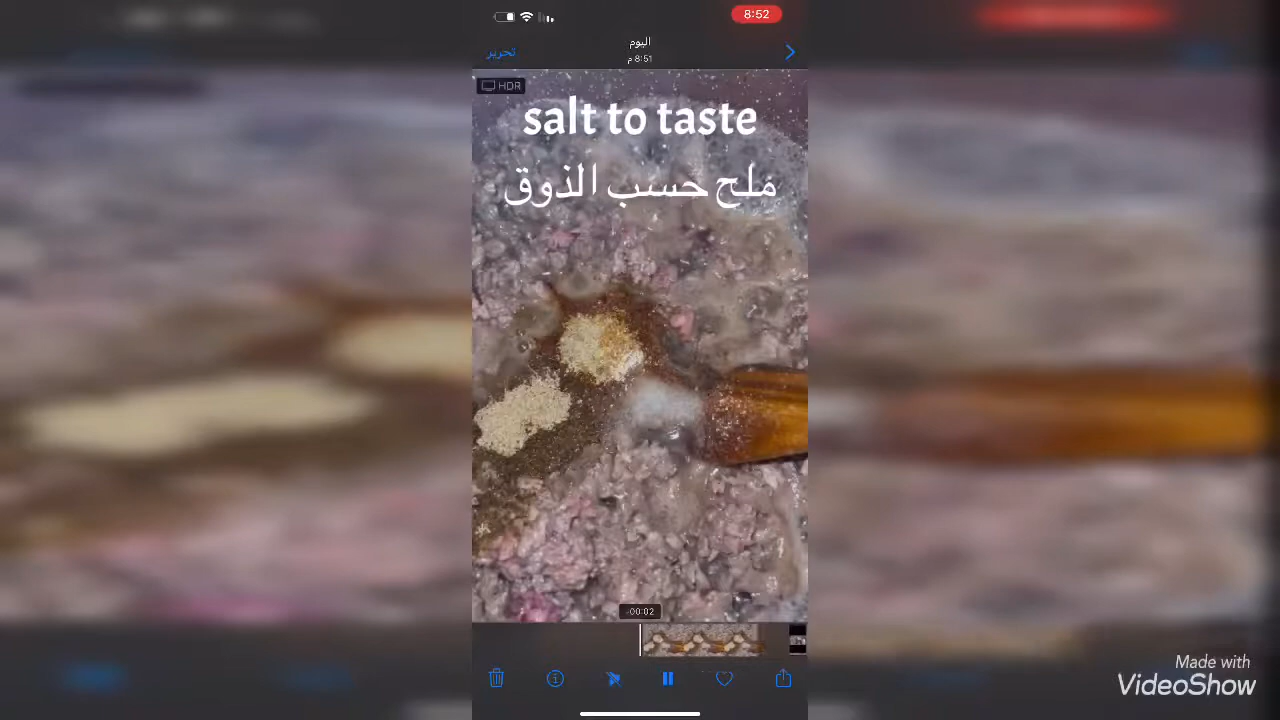 8:52
اليوم
8:51 م
تحرير
HDR
salt to taste
ملح حسب الذوق
-00:02
Made with
VideoShow